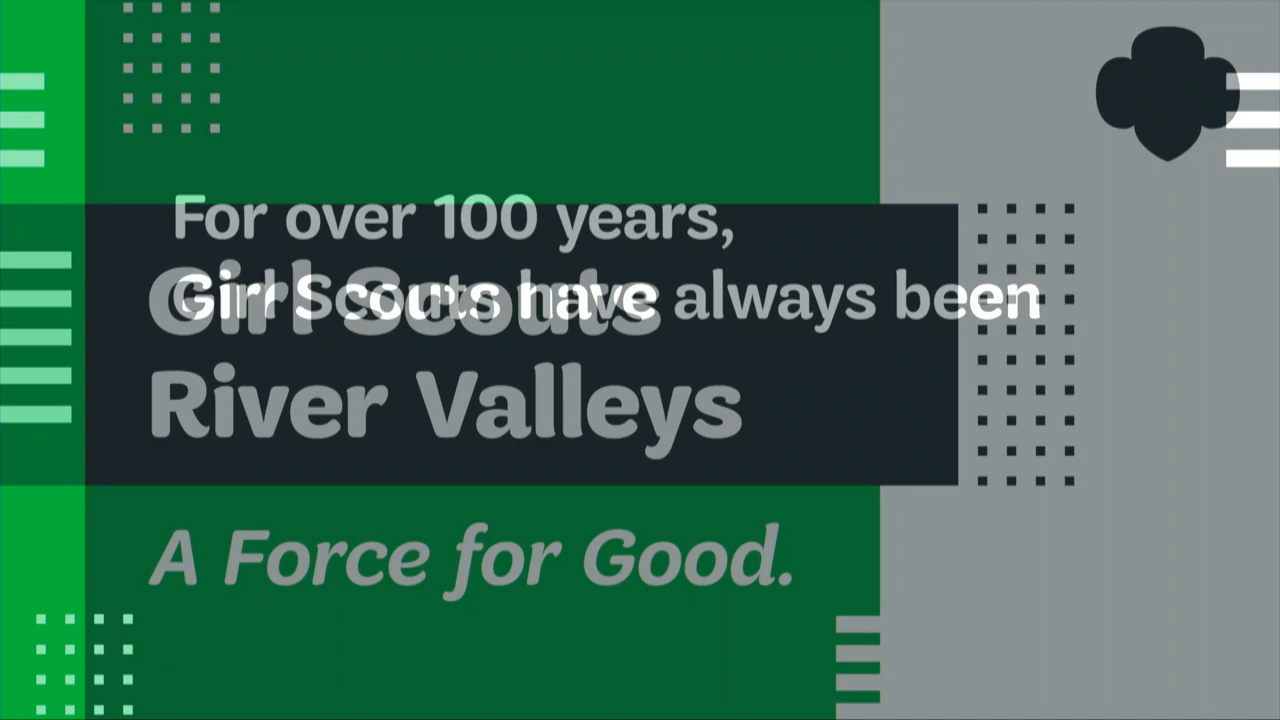 For over 100 years,
Girl Scouts have always been
Girl Scouts
River Valleys
A Force for Good.